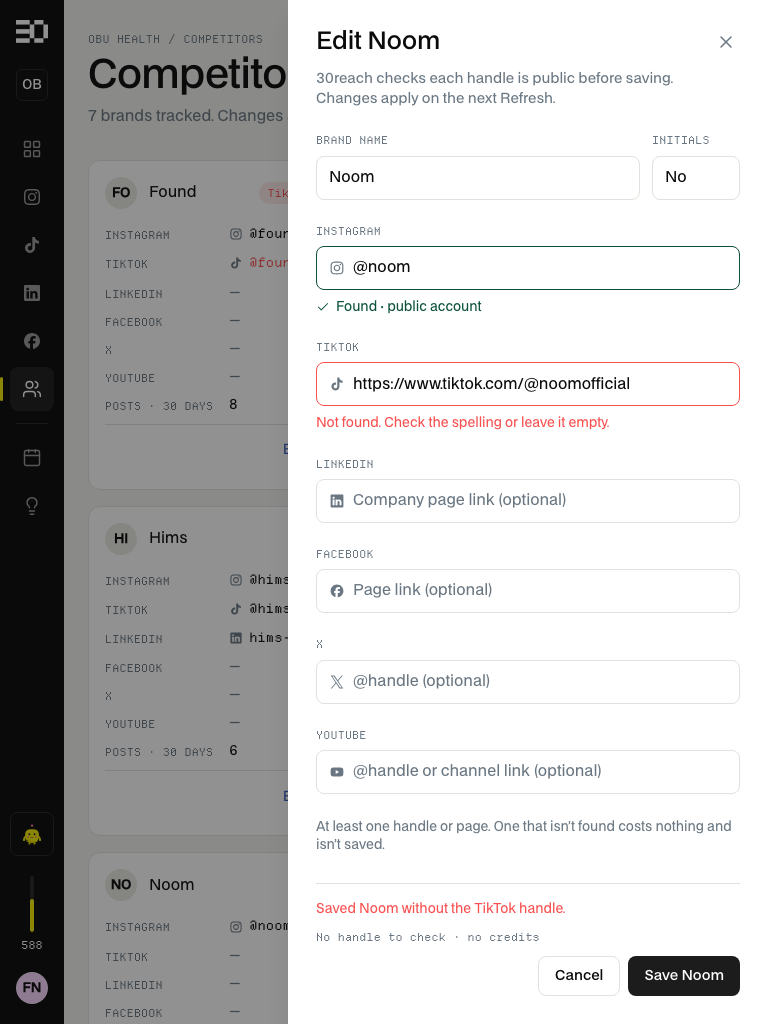 30
OB
588
FN
OBU HEALTH / COMPETITORS
Competito
7 brands tracked. Changes
FO Found Tik
INSTAGRAM @foun
TIKTOK @foun
LINKEDIN —
FACEBOOK —
X —
YOUTUBE —
POSTS · 30 DAYS 8
HI Hims
INSTAGRAM @hims
TIKTOK @hims
LINKEDIN hims-
FACEBOOK —
X —
YOUTUBE —
POSTS · 30 DAYS 6
NO Noom
INSTAGRAM @noom
TIKTOK —
LINKEDIN —
FACEBOOK —
Edit Noom
30reach checks each handle is public before saving.
Changes apply on the next Refresh.
BRAND NAME INITIALS
Noom No
INSTAGRAM
@noom
Found · public account
TIKTOK
https://www.tiktok.com/@noomofficial
Not found. Check the spelling or leave it empty.
LINKEDIN
Company page link (optional)
FACEBOOK
Page link (optional)
X
@handle (optional)
YOUTUBE
@handle or channel link (optional)
At least one handle or page. One that isn't found costs nothing and
isn't saved.
Saved Noom without the TikTok handle.
No handle to check · no credits
Cancel Save Noom